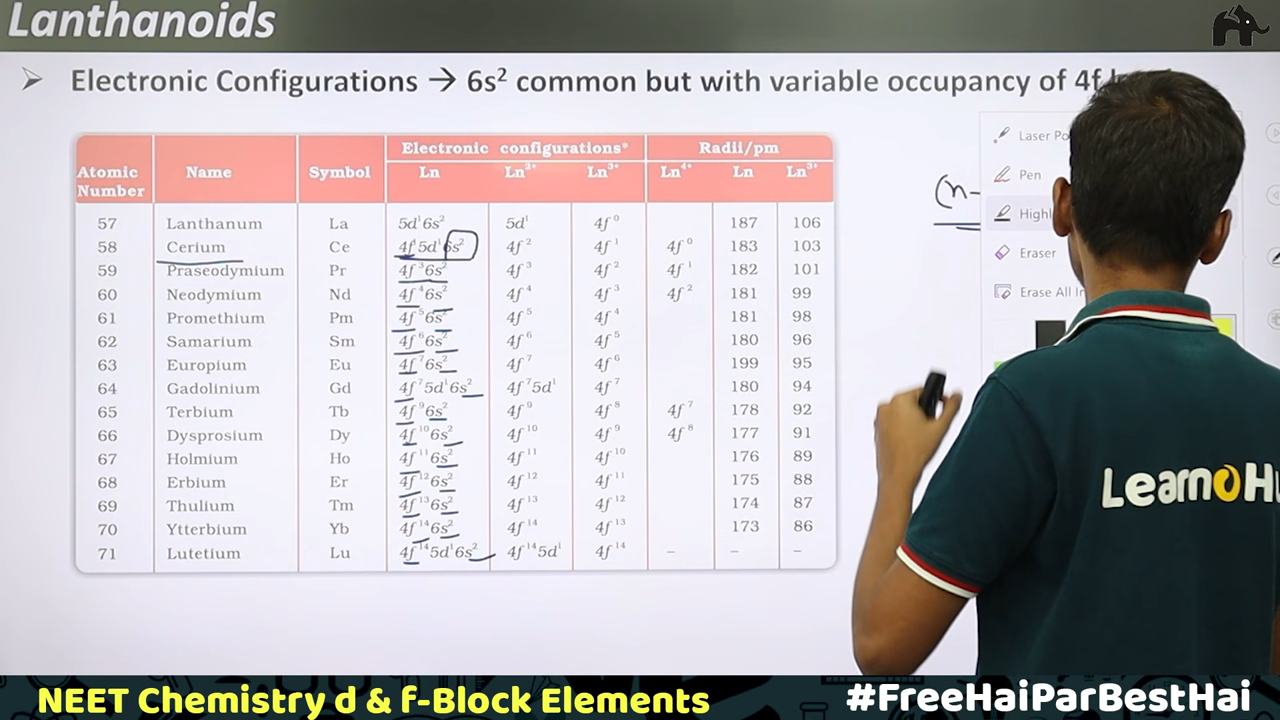 Lanthanoids
➢ Electronic Configurations → 6s² common but with variable occupancy of 4f
Atomic Number Name Symbol Electronic configurations* Radii/pm
Ln Ln²⁺ Ln³⁺ Ln⁴⁺ Ln Ln³⁺
57 Lanthanum La 5d¹6s² 5d¹ 4f⁰ 187 106
58 Cerium Ce 4f¹5d¹6s² 4f² 4f¹ 4f⁰ 183 103
59 Praseodymium Pr 4f³6s² 4f³ 4f² 4f¹ 182 101
60 Neodymium Nd 4f⁴6s² 4f⁴ 4f³ 4f² 181 99
61 Promethium Pm 4f⁵6s² 4f⁵ 4f⁴ 181 98
62 Samarium Sm 4f⁶6s² 4f⁶ 4f⁵ 180 96
63 Europium Eu 4f⁷6s² 4f⁷ 4f⁶ 199 95
64 Gadolinium Gd 4f⁷5d¹6s² 4f⁷5d¹ 4f⁷ 180 94
65 Terbium Tb 4f⁹6s² 4f⁹ 4f⁸ 4f⁷ 178 92
66 Dysprosium Dy 4f¹⁰6s² 4f¹⁰ 4f⁹ 4f⁸ 177 91
67 Holmium Ho 4f¹¹6s² 4f¹¹ 4f¹⁰ 176 89
68 Erbium Er 4f¹²6s² 4f¹² 4f¹¹ 175 88
69 Thulium Tm 4f¹³6s² 4f¹³ 4f¹² 174 87
70 Ytterbium Yb 4f¹⁴6s² 4f¹⁴ 4f¹³ 173 86
71 Lutetium Lu 4f¹⁴5d¹6s² 4f¹⁴5d¹ 4f¹⁴ – – –
(n-
Laser Po
Pen
Highl
Eraser
Erase All In
LearnoHu
NEET Chemistry d & f-Block Elements
#FreeHaiParBestHai